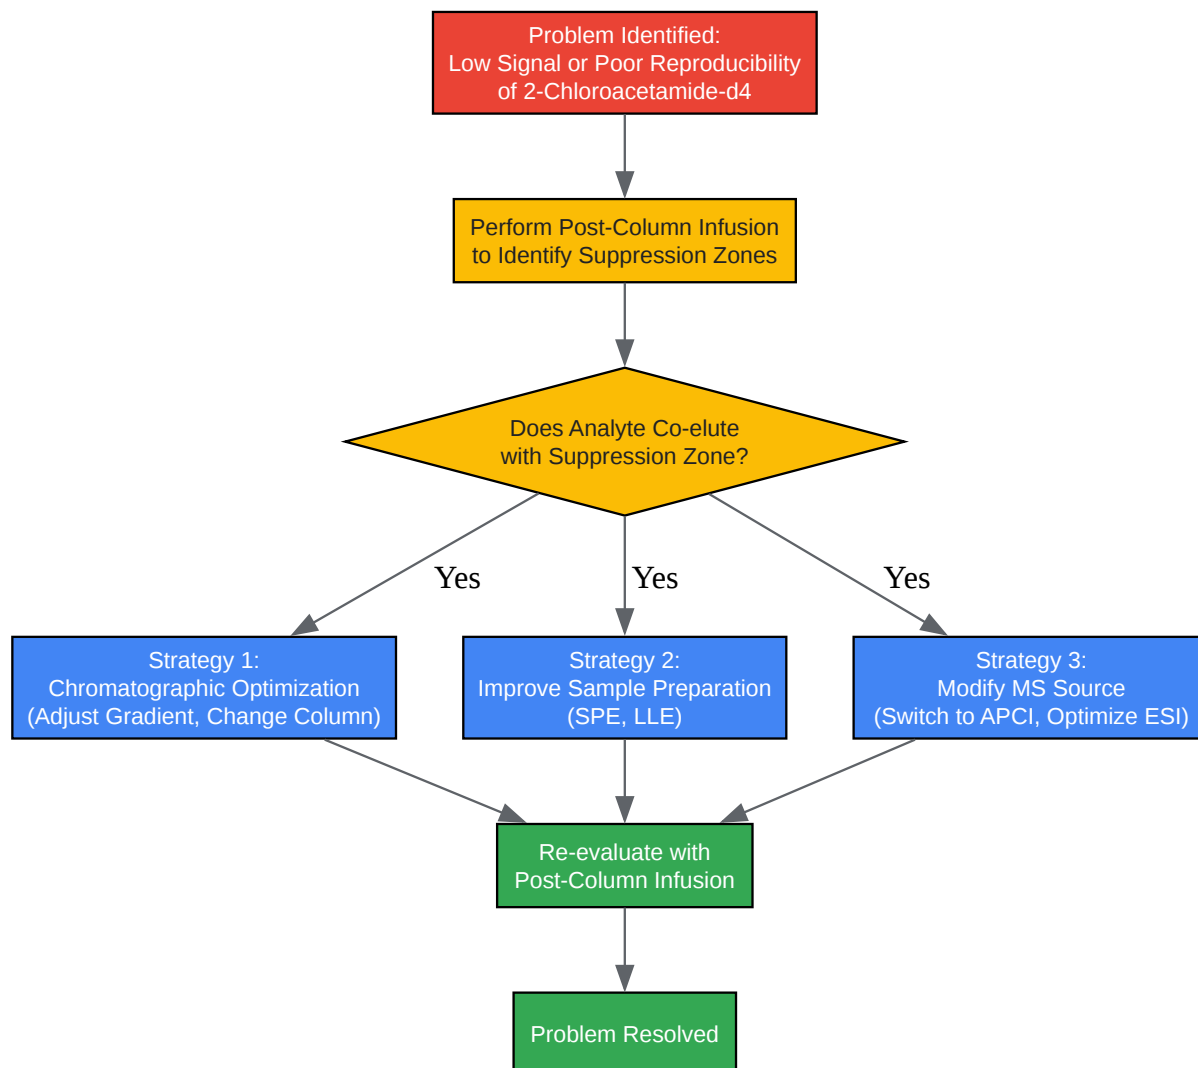 Problem Identified:
Low Signal or Poor Reproducibility
of 2-Chloroacetamide-d4
Perform Post-Column Infusion
to Identify Suppression Zones
Does Analyte Co-elute
with Suppression Zone?
Yes
Yes
Yes
Strategy 1:
Chromatographic Optimization
(Adjust Gradient, Change Column)
Strategy 2:
Improve Sample Preparation
(SPE, LLE)
Strategy 3:
Modify MS Source
(Switch to APCI, Optimize ESI)
Re-evaluate with
Post-Column Infusion
Problem Resolved